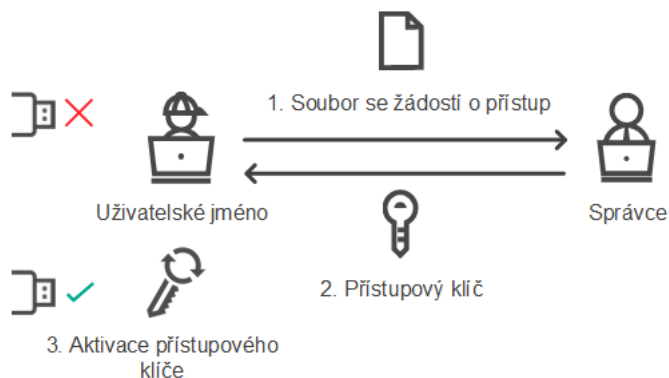 1. Soubor se žádostí o přístup
Uživatelské jméno
Správce
2. Přístupový klíč
3. Aktivace přístupového
klíče